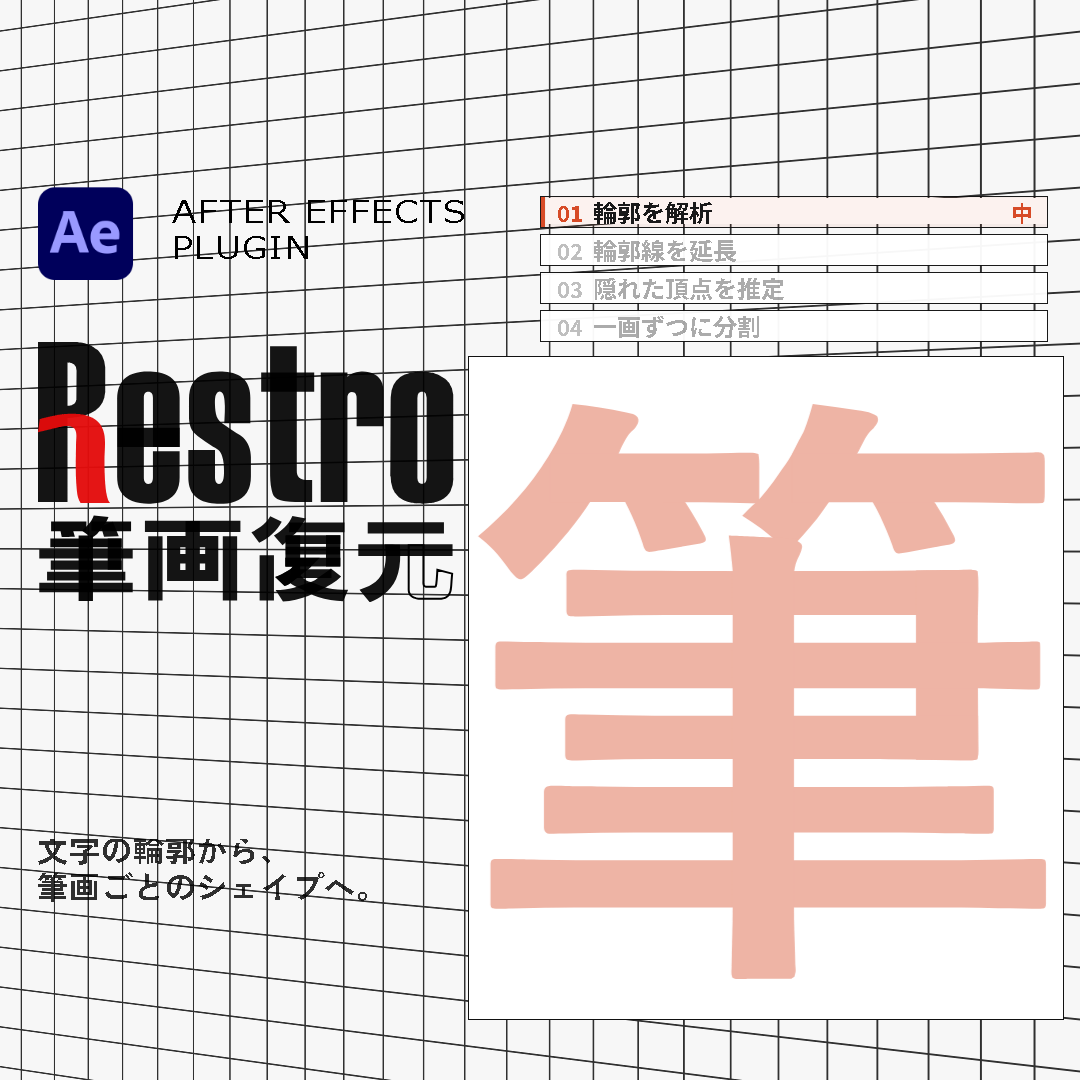 Ae
AFTER EFFECTS
PLUGIN
Restro
筆画復元
文字の輪郭から、
筆画ごとのシェイプへ。
01 輪郭を解析 中
02 輪郭線を延長
03 隠れた頂点を推定
04 一画ずつに分割
筆